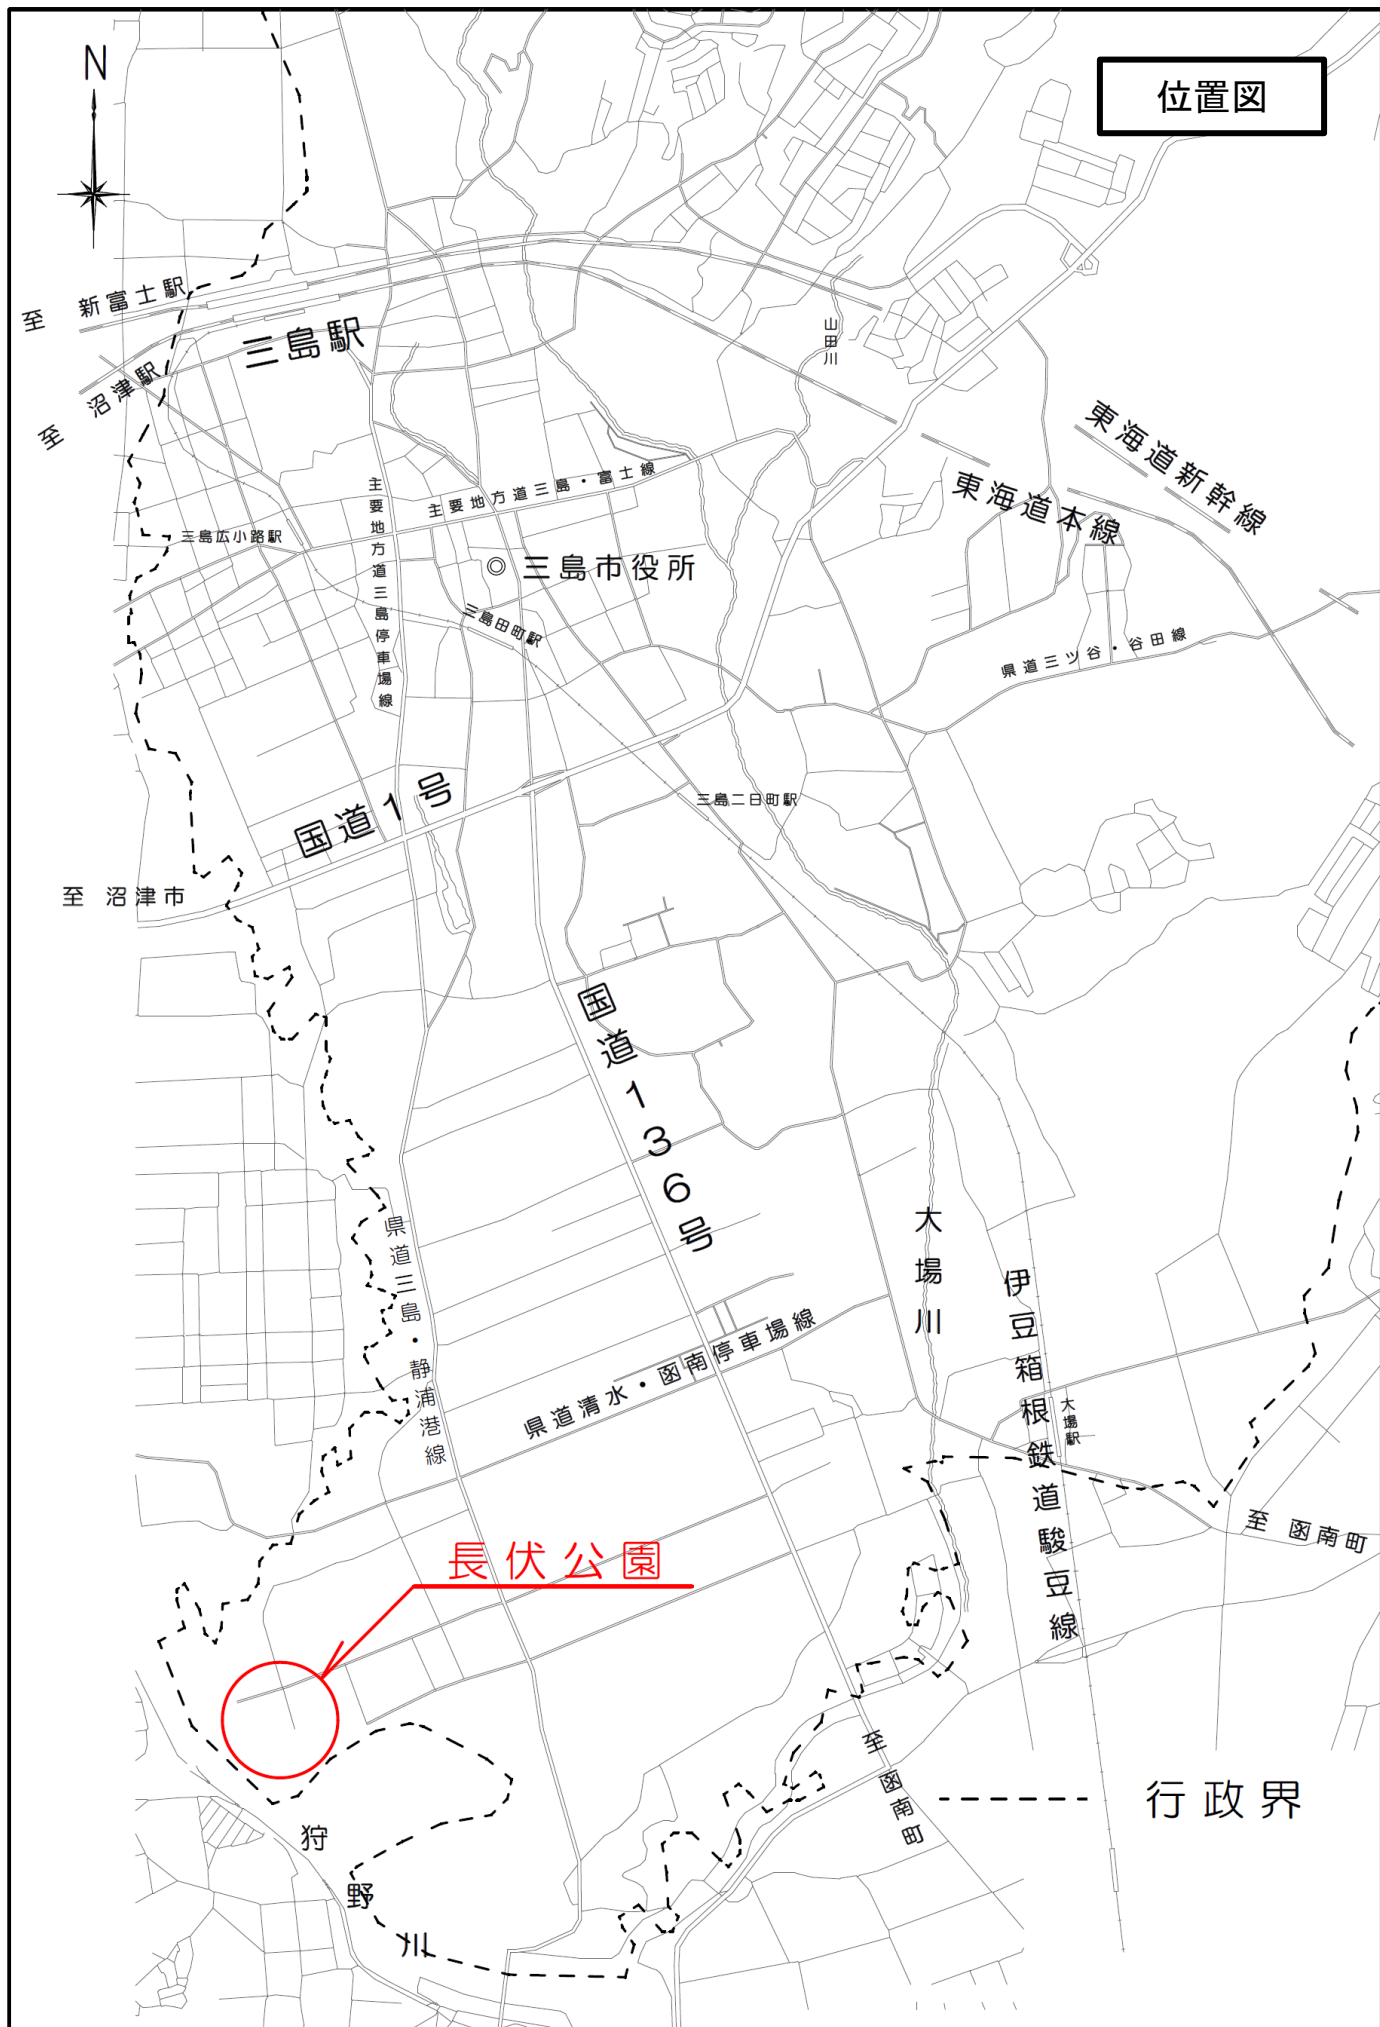 N
位置図
至 新富士駅
三島駅
至 沼津駅
山田川
東海道新幹線
東海道本線
主要地方道三島・富士線
主要地方道三島停車場線
三島広小路駅
三島市役所
三島田町駅
県道三ツ谷・谷田線
国道1号
三島二日町駅
至 沼津市
国道136号
大場川
県道三島・静浦港線
伊豆箱根鉄道駿豆線
県道清水・函南停車場線
大場駅
至 函南町
長伏公園
至 函南町
行政界
狩野川